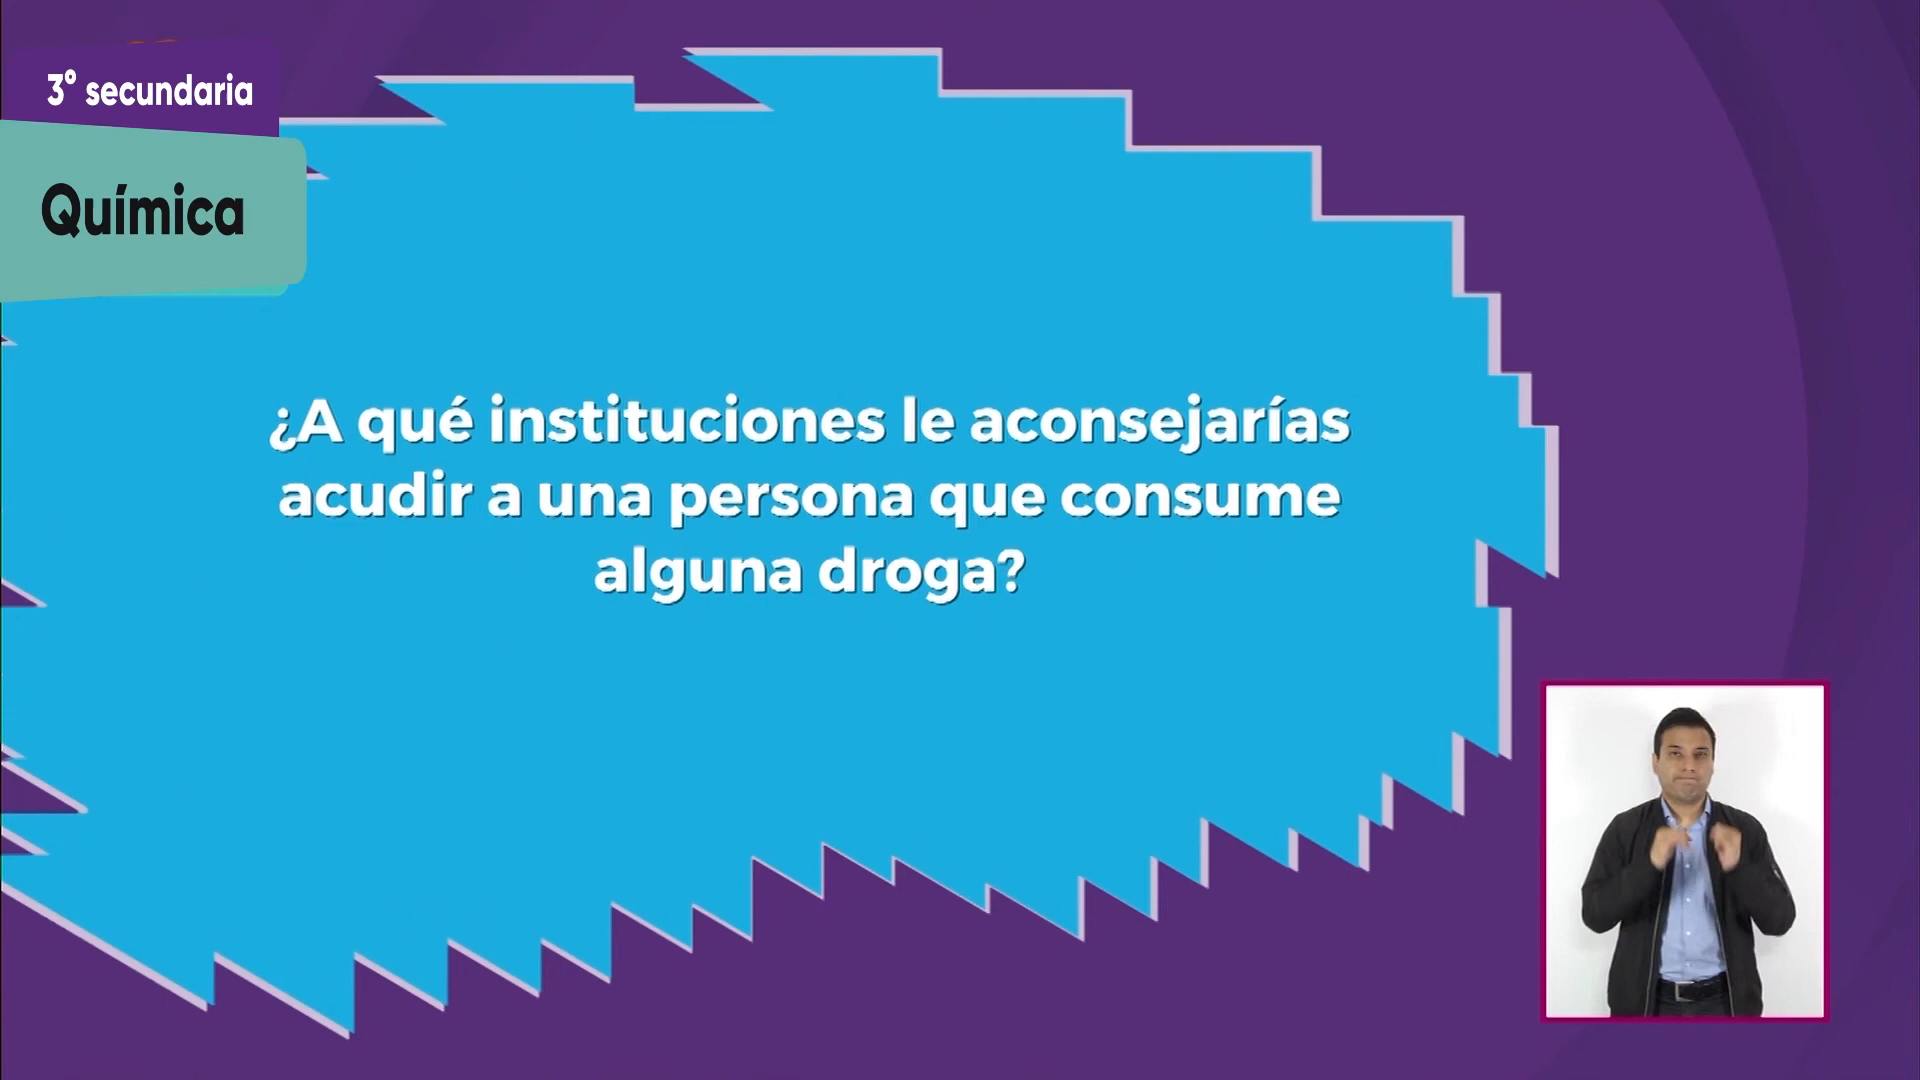 3° secundaria
Química
¿A qué instituciones le aconsejarías
acudir a una persona que consume
alguna droga?